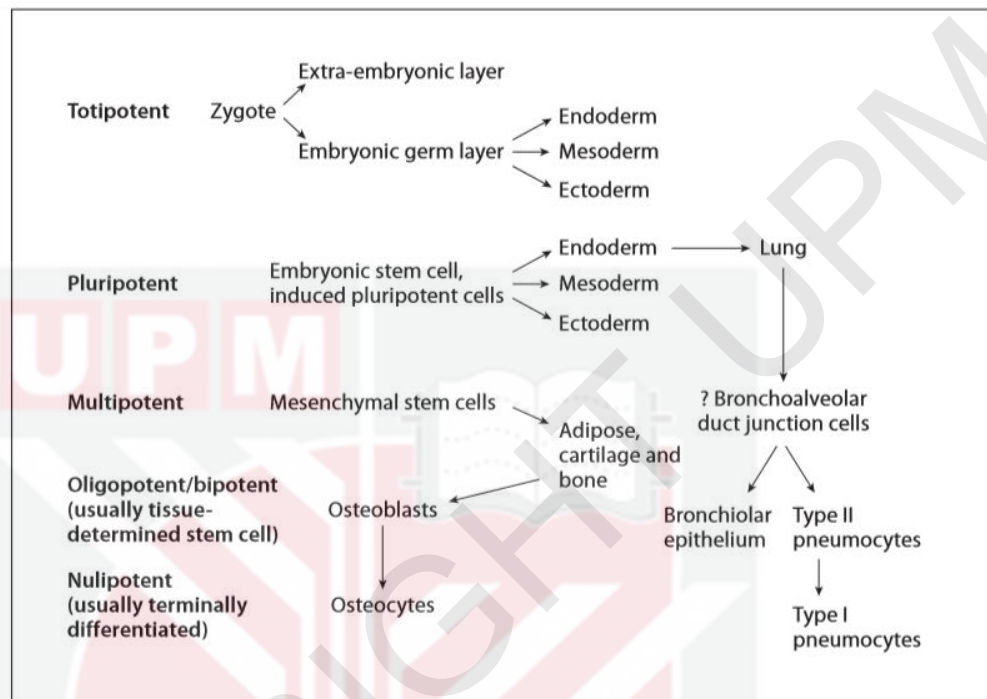 Extra-embryonic layer
Totipotent Zygote
Endoderm
Embryonic germ layer Mesoderm
Ectoderm
Endoderm Lung
Pluripotent
Embryonic stem cell,
induced pluripotent cells
Mesoderm
Ectoderm
Multipotent Mesenchymal stem cells
Adipose,
cartilage and
bone
? Bronchoalveolar
duct junction cells
Oligopotent/bipotent
(usually tissue-
determined stem cell)
Osteoblasts
Bronchiolar
epithelium
Type II
pneumocytes
Nulipotent
(usually terminally
differentiated)
Osteocytes
Type I
pneumocytes
UPM
RIGHT UPM